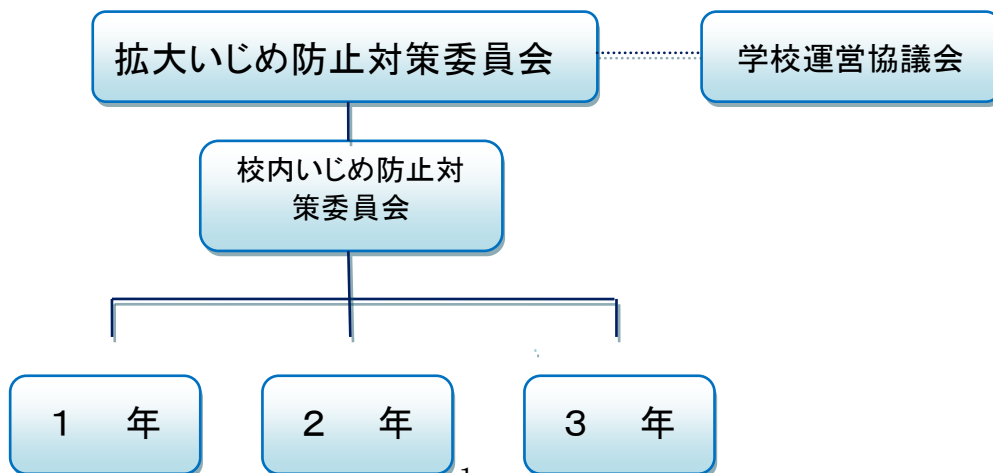 拡大いじめ防止対策委員会
学校運営協議会
校内いじめ防止対
策委員会
1　年
2　年
3　年
1